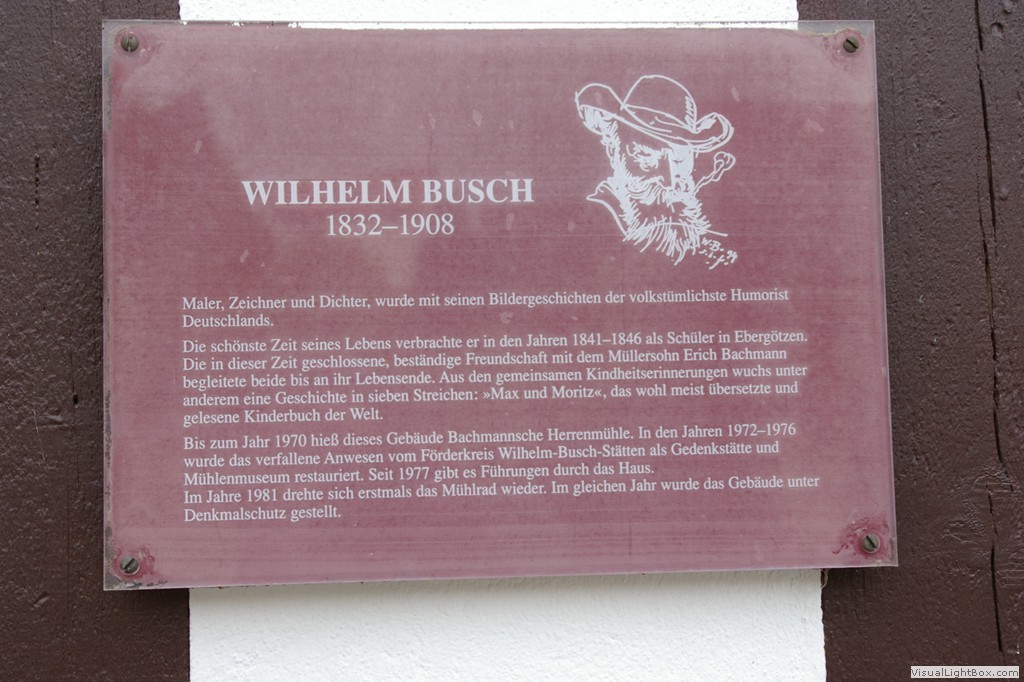 WILHELM BUSCH
1832–1908
W.B. 94
Maler, Zeichner und Dichter, wurde mit seinen Bildergeschichten der volkstümlichste Humorist
Deutschlands.
Die schönste Zeit seines Lebens verbrachte er in den Jahren 1841–1846 als Schüler in Ebergötzen.
Die in dieser Zeit geschlossene, beständige Freundschaft mit dem Müllersohn Erich Bachmann
begleitete beide bis an ihr Lebensende. Aus den gemeinsamen Kindheitserinnerungen wuchs unter
anderem eine Geschichte in sieben Streichen: »Max und Moritz«, das wohl meist übersetzte und
gelesene Kinderbuch der Welt.
Bis zum Jahr 1970 hieß dieses Gebäude Bachmannsche Herrenmühle. In den Jahren 1972–1976
wurde das verfallene Anwesen vom Förderkreis Wilhelm-Busch-Stätten als Gedenkstätte und
Mühlenmuseum restauriert. Seit 1977 gibt es Führungen durch das Haus.
Im Jahre 1981 drehte sich erstmals das Mühlrad wieder. Im gleichen Jahr wurde das Gebäude unter
Denkmalschutz gestellt.
VisualLightBox.com